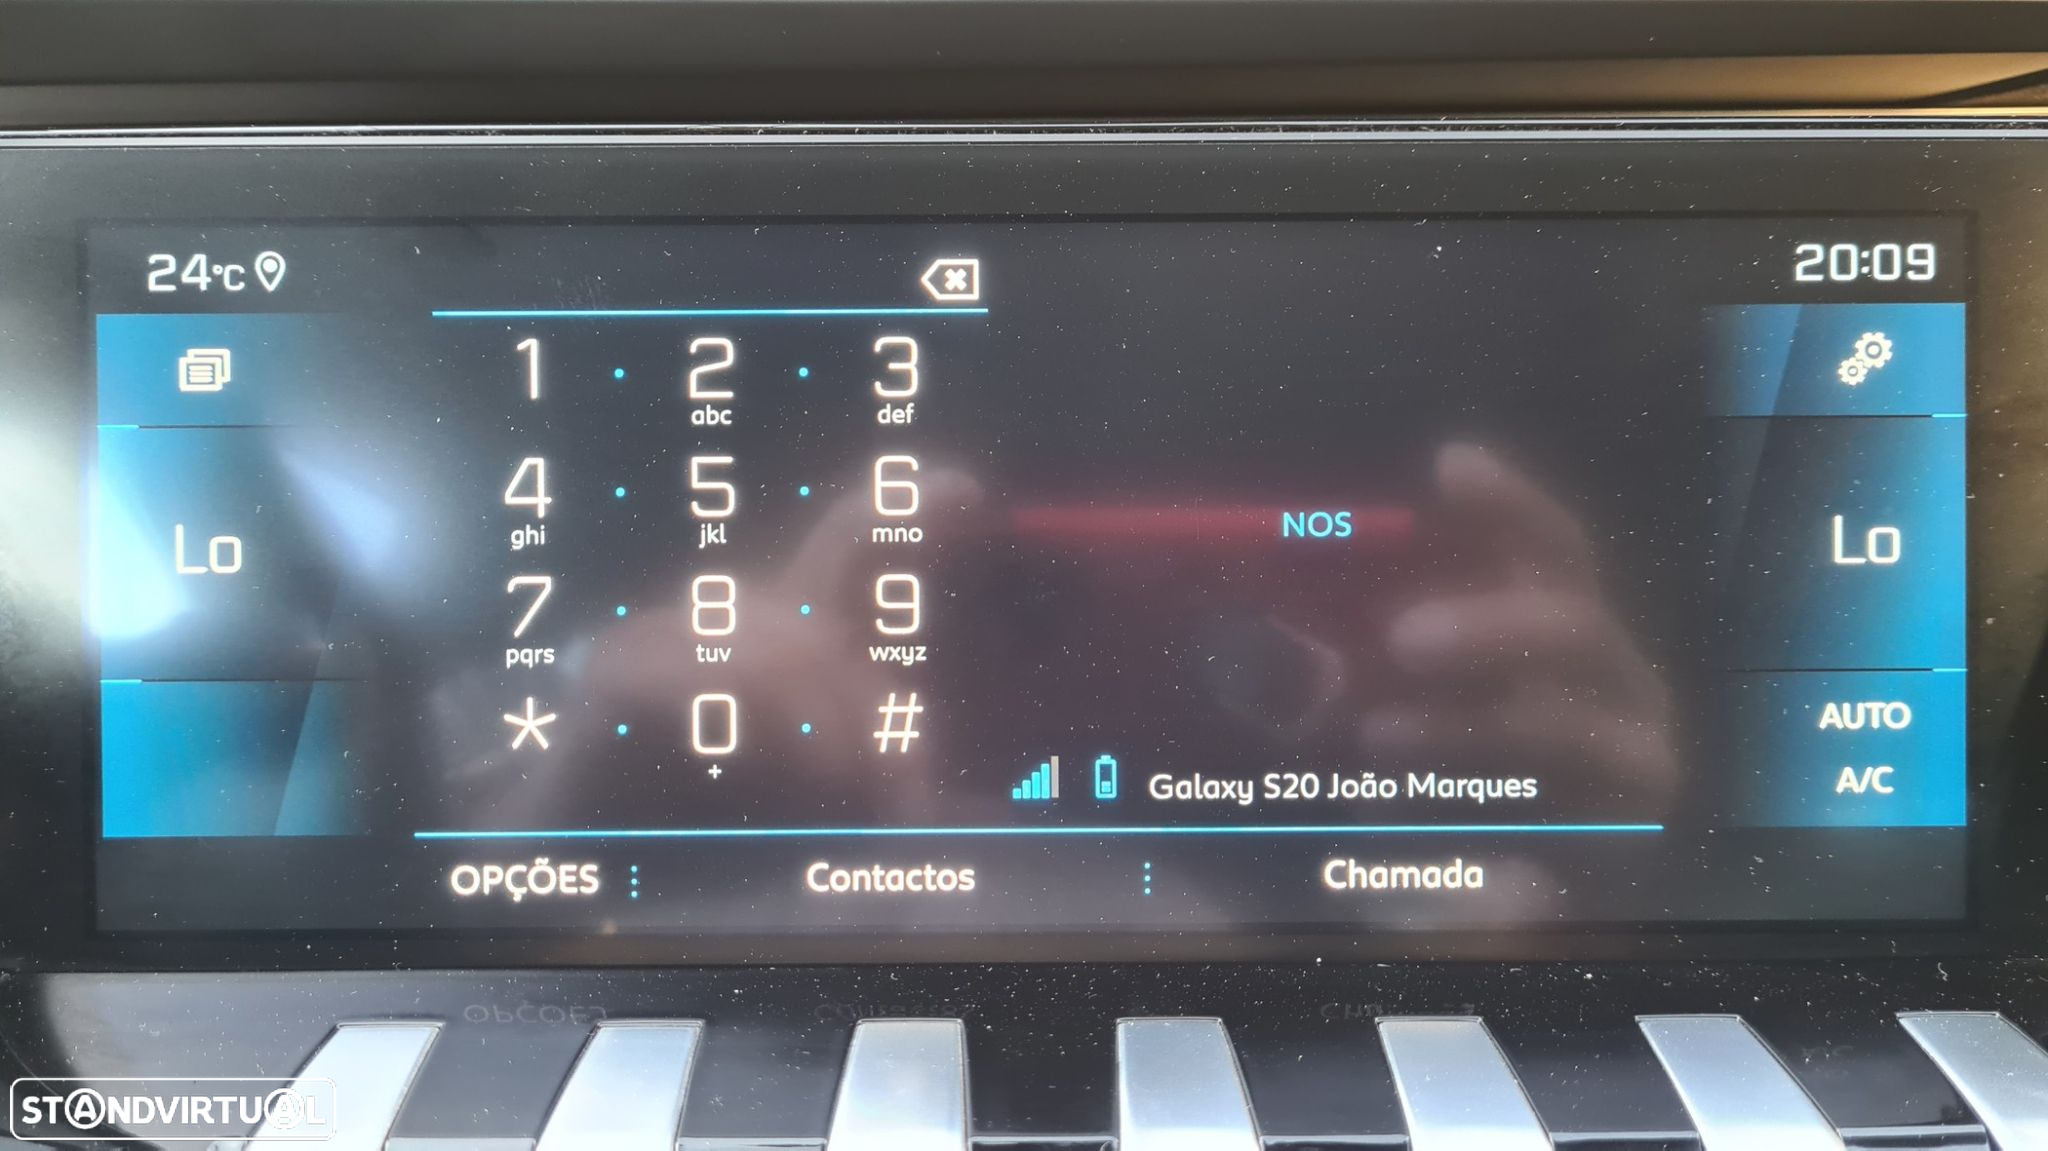 24°C
20:09
1 2 3
abc def
4 5 6
ghi jkl mno
7 8 9
pqrs tuv wxyz
* 0 #
+
Lo
NOS
Lo
AUTO
A/C
Galaxy S20 João Marques
OPÇÕES Contactos Chamada
STANDVIRTUAL